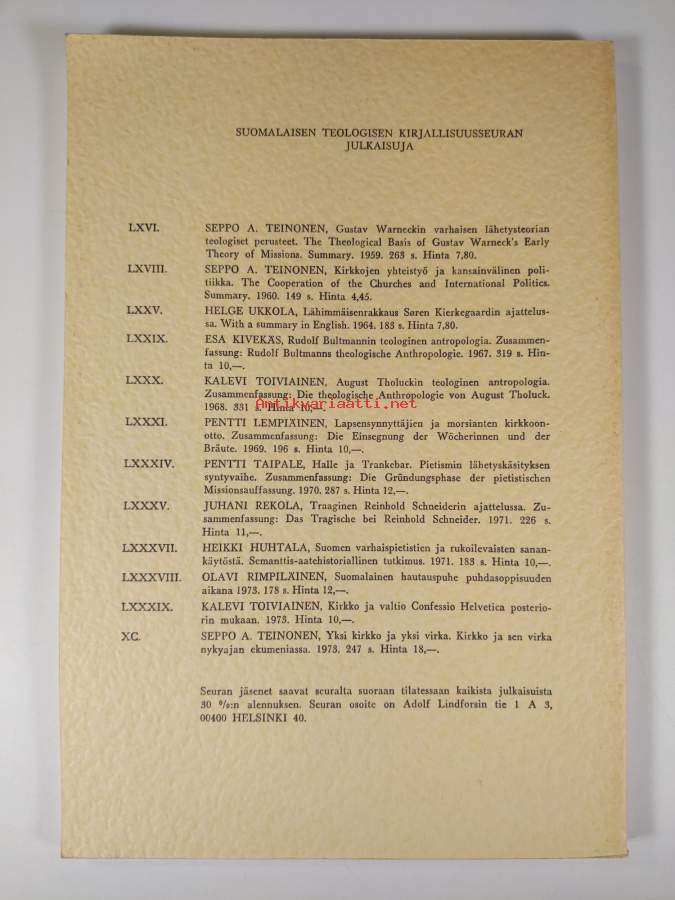 SUOMALAISEN TEOLOGISEN KIRJALLISUUSSEURAN
JULKAISUJA
LXVI. SEPPO A. TEINONEN, Gustav Warneckin varhaisen lähetysteorian
teologiset perusteet. The Theological Basis of Gustav Warneck's Early
Theory of Missions. Summary. 1959. 263 s. Hinta 7,80.
LXVIII. SEPPO A. TEINONEN, Kirkkojen yhteistyö ja kansainvälinen poli-
tiikka. The Cooperation of the Churches and International Politics.
Summary. 1960. 149 s. Hinta 4,45.
LXXV. HELGE UKKOLA, Lähimmäisenrakkaus Søren Kierkegaardin ajattelus-
sa. With a summary in English. 1964. 183 s. Hinta 7,80.
LXXIX. ESA KIVEKÄS, Rudolf Bultmannin teologinen antropologia. Zusammen-
fassung: Rudolf Bultmanns theologische Anthropologie. 1967. 319 s. Hin-
ta 10,—.
LXXX. KALEVI TOIVIAINEN, August Tholuckin teologinen antropologia.
Zusammenfassung: Die theologische Anthropologie von August Tholuck.
1968. 331 s. Hinta 10,—.
Antikvariaatti.net
LXXXI. PENTTI LEMPIÄINEN, Lapsensynnyttäjien ja morsianten kirkkoon-
otto. Zusammenfassung: Die Einsegnung der Wöcherinnen und der
Bräute. 1969. 196 s. Hinta 10,—.
LXXXIV. PENTTI TAIPALE, Halle ja Trankebar. Pietismin lähetyskäsityksen
syntyvaihe. Zusammenfassung: Die Gründungsphase der pietistischen
Missionsauffassung. 1970. 287 s. Hinta 12,—.
LXXXV. JUHANI REKOLA, Traaginen Reinhold Schneiderin ajattelussa. Zu-
sammenfassung: Das Tragische bei Reinhold Schneider. 1971. 226 s.
Hinta 11,—.
LXXXVII. HEIKKI HUHTALA, Suomen varhaispietistien ja rukoilevaisten sanan-
käytöstä. Semanttis-aatehistoriallinen tutkimus. 1971. 183 s. Hinta 10,—.
LXXXVIII. OLAVI RIMPILÄINEN, Suomalainen hautauspuhe puhdasoppisuuden
aikana 1973. 178 s. Hinta 12,—.
LXXXIX. KALEVI TOIVIAINEN, Kirkko ja valtio Confessio Helvetica posterio-
rin mukaan. 1973. Hinta 10,—.
XC. SEPPO A. TEINONEN, Yksi kirkko ja yksi virka. Kirkko ja sen virka
nykyajan ekumeniassa. 1973. 247 s. Hinta 18,—.
Seuran jäsenet saavat seuralta suoraan tilatessaan kaikista julkaisuista
30 %:n alennuksen. Seuran osoite on Adolf Lindforsin tie 1 A 3,
00400 HELSINKI 40.